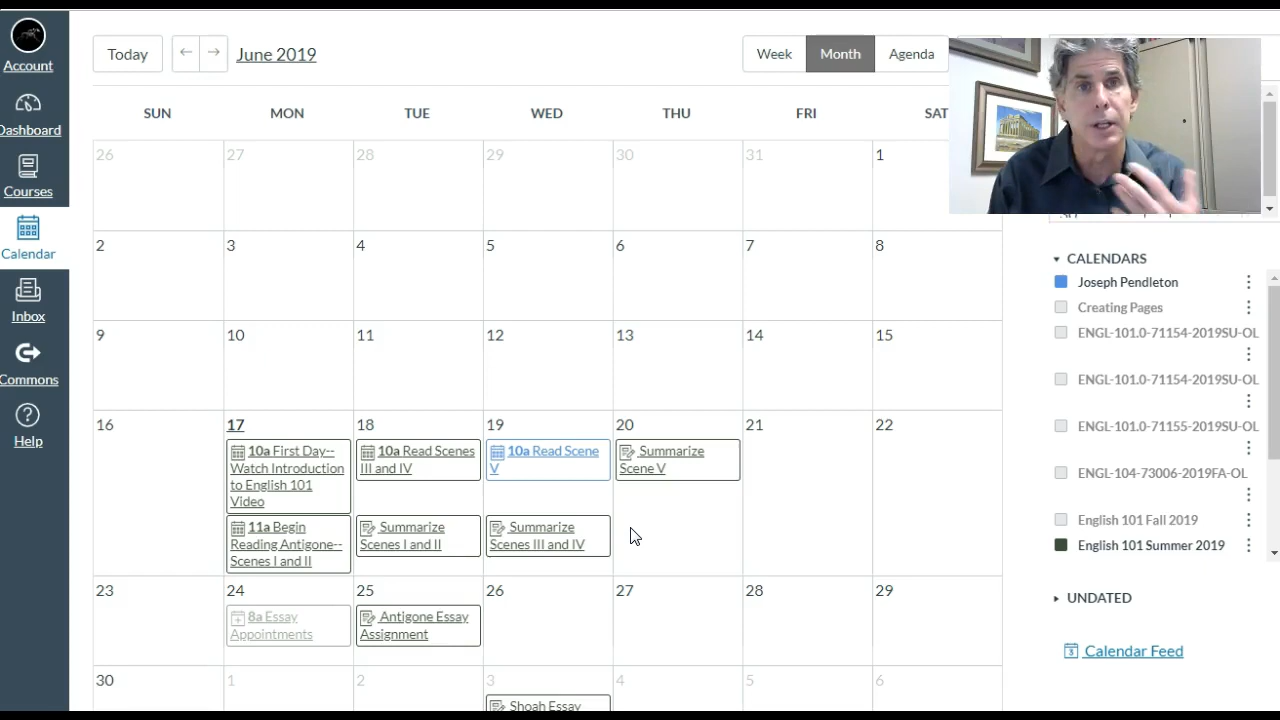 Account
Dashboard
Courses
Calendar
Inbox
Commons
Help
Today
June 2019
Week Month Agenda
SUN MON TUE WED THU FRI SAT
26 27 28 29 30 31 1
2 3 4 5 6 7 8
9 10 11 12 13 14 15
16 17 18 19 20 21 22
10a First Day--
Watch Introduction
to English 101
Video
10a Read Scenes
III and IV
10a Read Scene
V
Summarize
Scene V
11a Begin
Reading Antigone--
Scenes I and II
Summarize
Scenes I and II
Summarize
Scenes III and IV
23 24 25 26 27 28 29
8a Essay
Appointments
Antigone Essay
Assignment
30 1 2 3 4 5 6
Shoah Essay
CALENDARS
Joseph Pendleton
Creating Pages
ENGL-101.0-71154-2019SU-OL
ENGL-101.0-71154-2019SU-OL
ENGL-101.0-71155-2019SU-OL
ENGL-104-73006-2019FA-OL
English 101 Fall 2019
English 101 Summer 2019
UNDATED
Calendar Feed